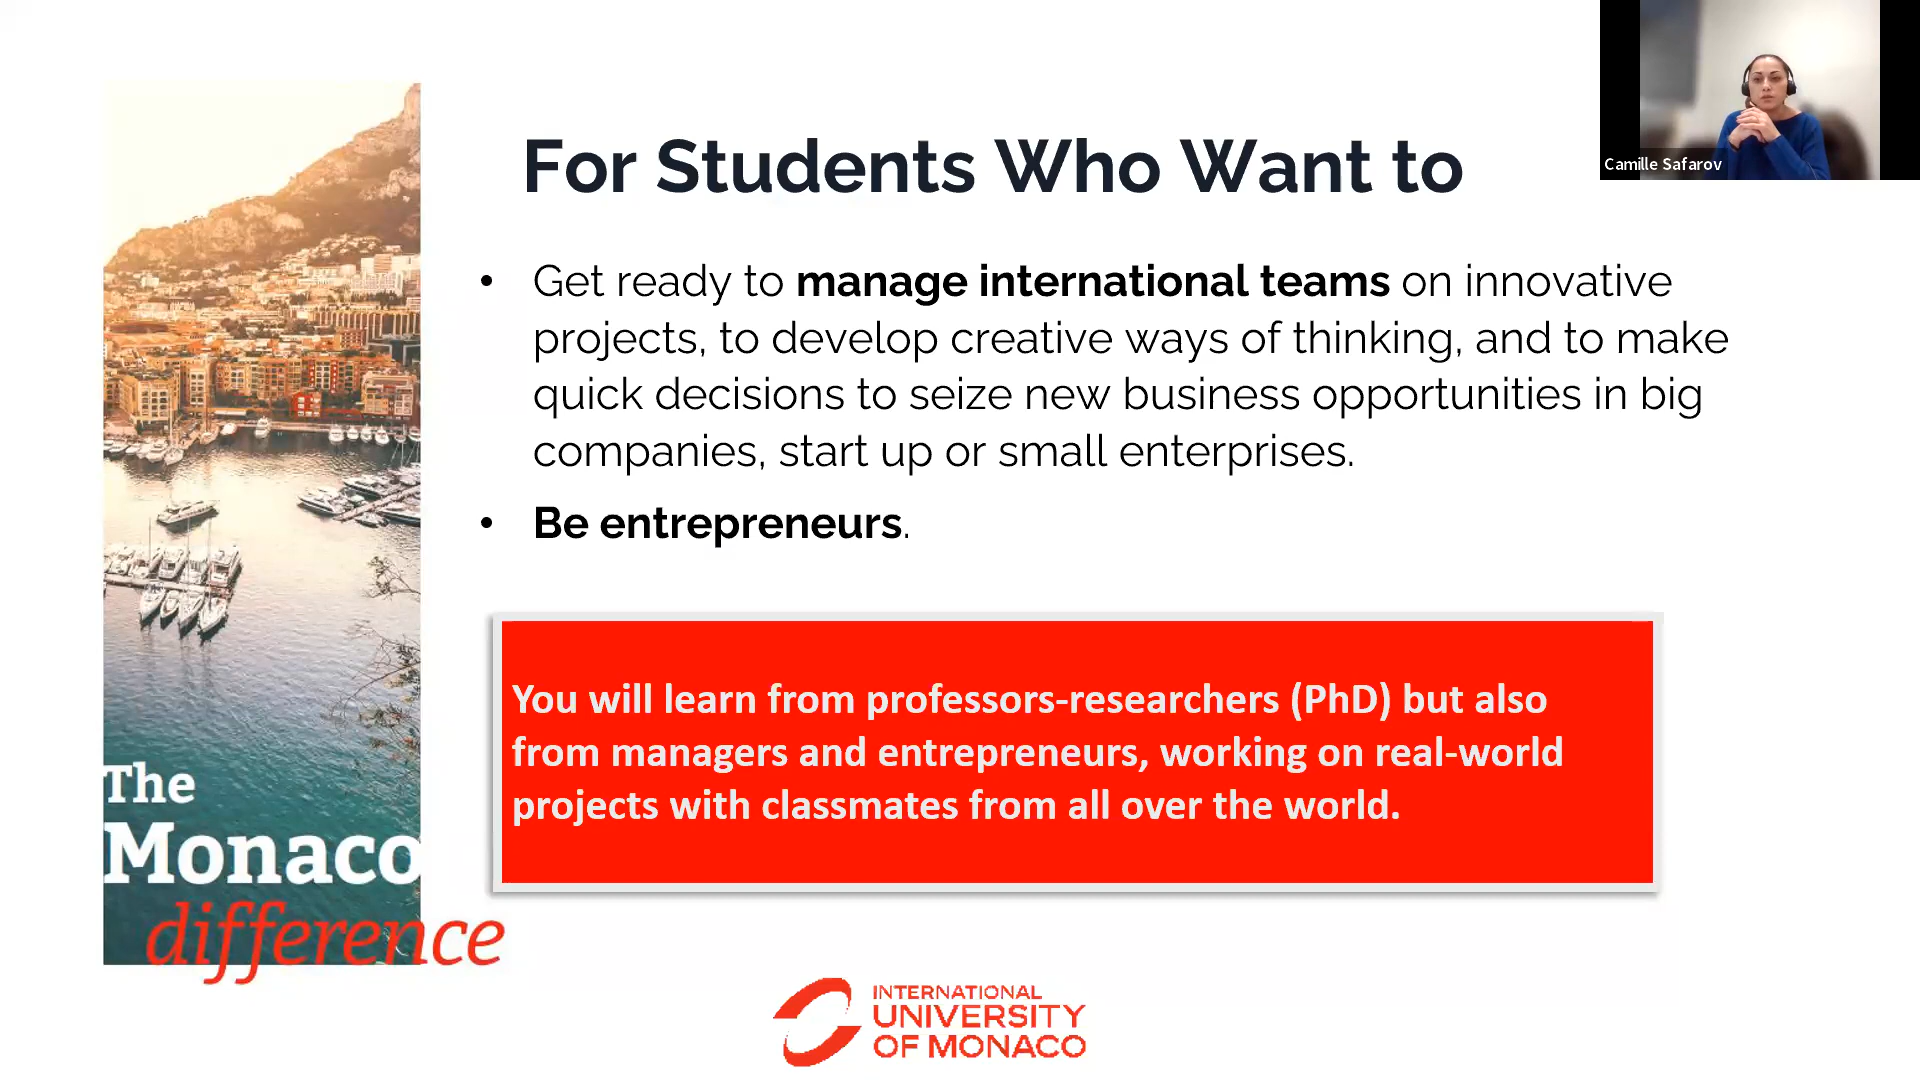 Camille Safarov
For Students Who Want to
• Get ready to manage international teams on innovative
projects, to develop creative ways of thinking, and to make
quick decisions to seize new business opportunities in big
companies, start up or small enterprises.
• Be entrepreneurs.
You will learn from professors-researchers (PhD) but also
from managers and entrepreneurs, working on real-world
projects with classmates from all over the world.
The
Monaco
difference
INTERNATIONAL
UNIVERSITY
OF MONACO